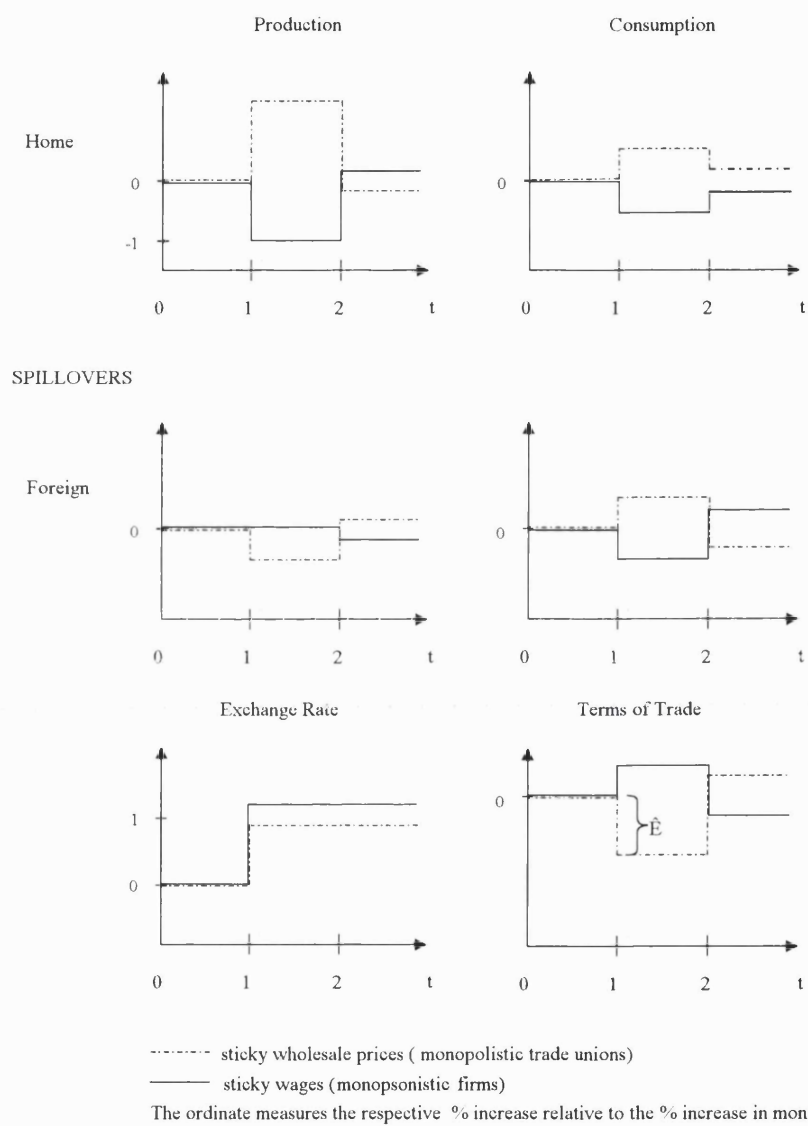 Production Consumption
Home
0 0
-1
0 1 2 t 0 1 2 t
SPILLOVERS
Foreign
0 0
0 1 2 t 0 1 2 t
Exchange Rate Terms of Trade
0
1 Ê
0
0 1 2 t 0 1 2 t
sticky wholesale prices ( monopolistic trade unions)
sticky wages (monopsonistic firms)
The ordinate measures the respective % increase relative to the % increase in mon